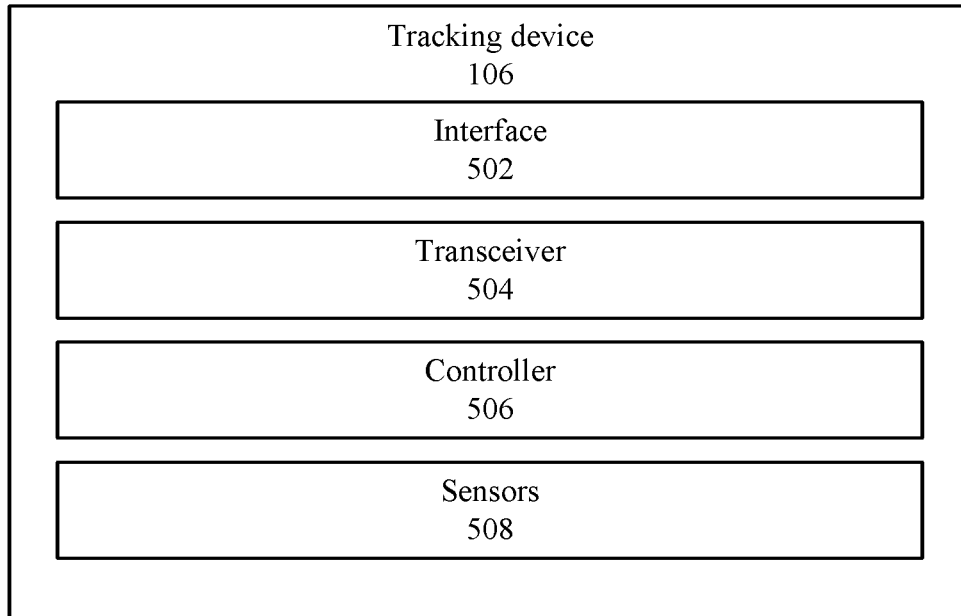 Tracking device
106
Interface
502
Transceiver
504
Controller
506
Sensors
508